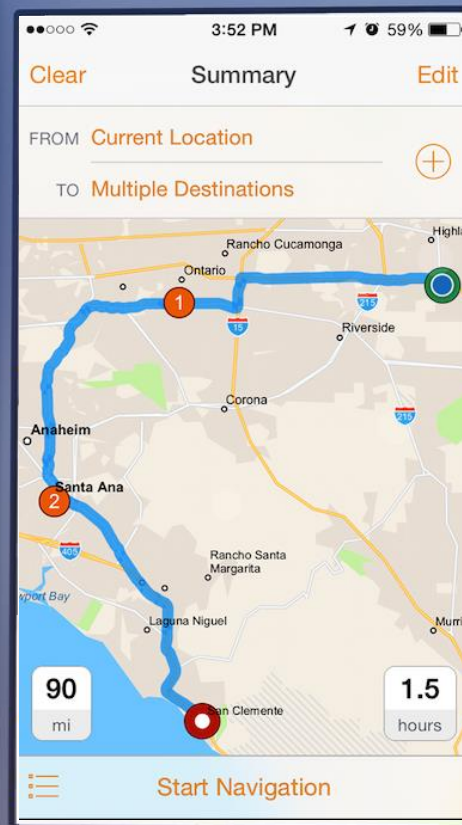 3:52 PM
59%
Clear
Summary
Edit
FROM Current Location
TO Multiple Destinations
Rancho Cucamonga
Ontario
1
15
215
Riverside
Corona
215
Anaheim
Santa Ana
2
405
Rancho Santa
Margarita
Laguna Niguel
San Clemente
90
mi
1.5
hours
Start Navigation